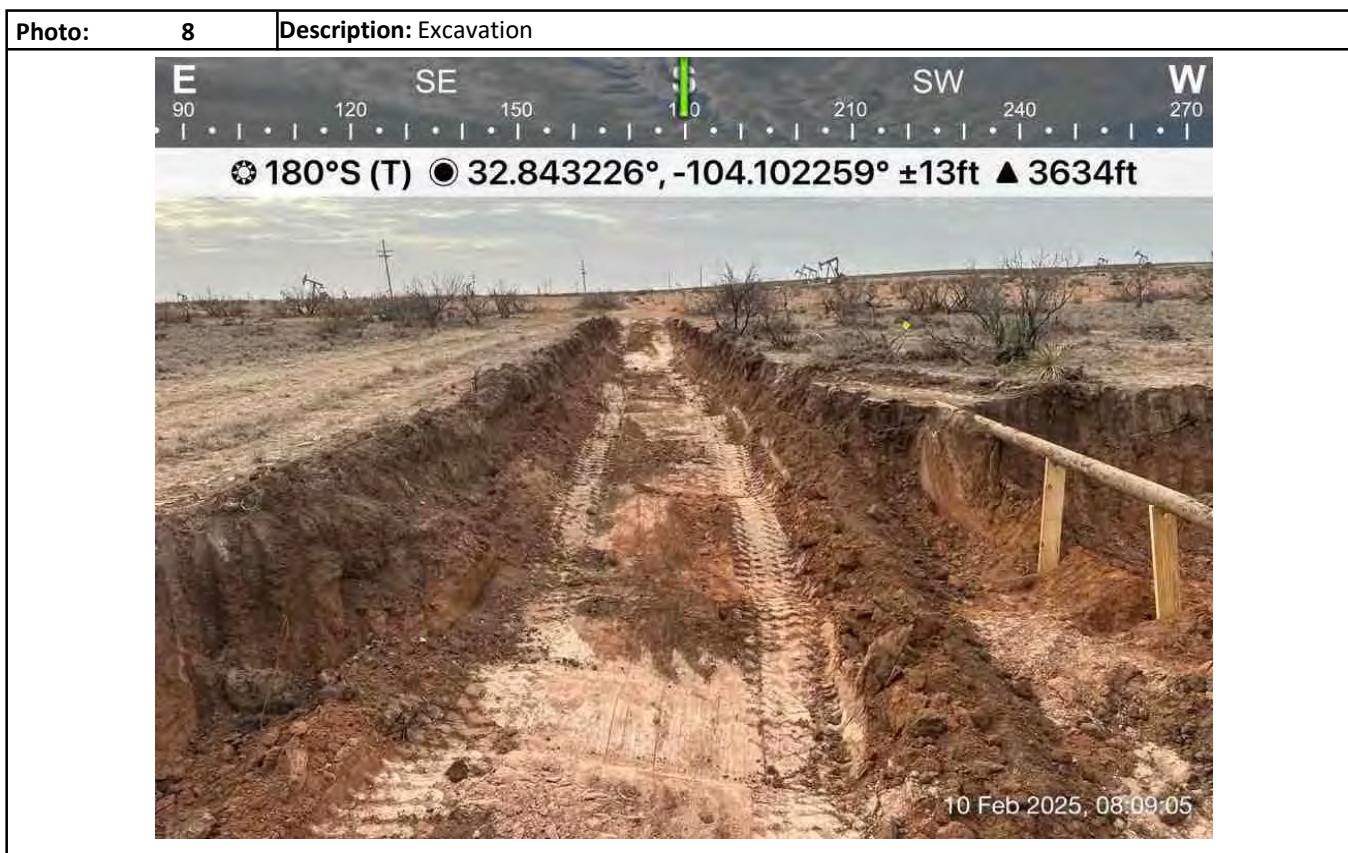 Photo: 8 Description: Excavation
E SE S SW W
90 120 150 180 210 240 270
180°S (T) 32.843226°, -104.102259° ±13ft ▲ 3634ft
10 Feb 2025, 08:09:05